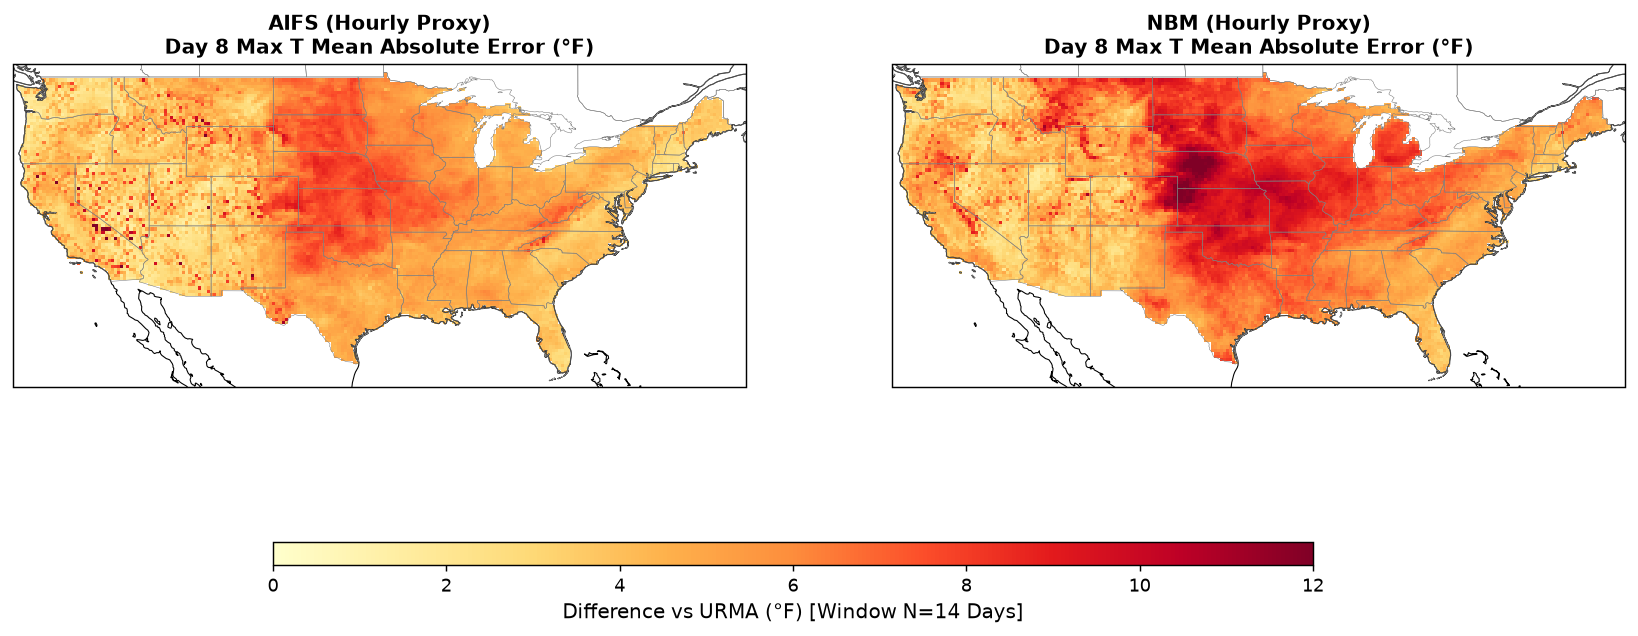 AIFS (Hourly Proxy)
Day 8 Max T Mean Absolute Error (°F)
NBM (Hourly Proxy)
Day 8 Max T Mean Absolute Error (°F)
0 2 4 6 8 10 12
Difference vs URMA (°F) [Window N=14 Days]